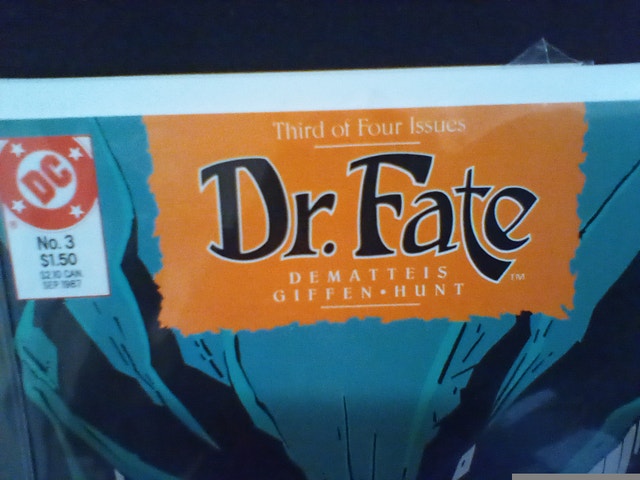 Third of Four Issues
DC
No. 3
$1.50
$2.10 CAN.
SEP 1987
Dr. Fate
TM
DEMATTEIS
GIFFEN • HUNT